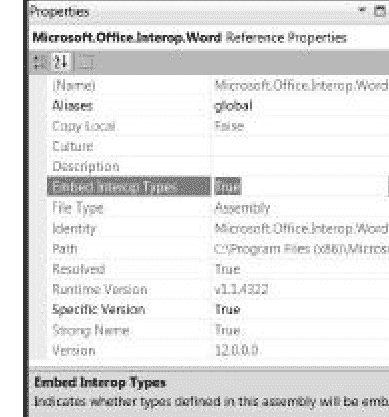 Properties
Microsoft.Office.Interop.Word Reference Properties
(Name) Microsoft.Office.Interop.Word
Aliases global
Copy Local False
Culture
Description
Embed Interop Types True
File Type Assembly
Identity Microsoft.Office.Interop.Word
Path C:\Program Files (x86)\Micros
Resolved True
Runtime Version v1.1.4322
Specific Version True
Strong Name True
Version 12.0.0.0
Embed Interop Types
Indicates whether types defined in this assembly will be emb